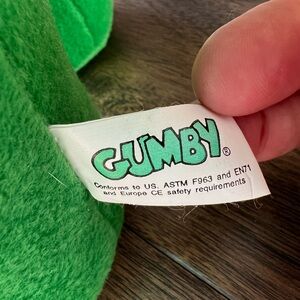 GUMBY®
Conforms to US. ASTM F963 and EN71
and Europe CE safety requirements